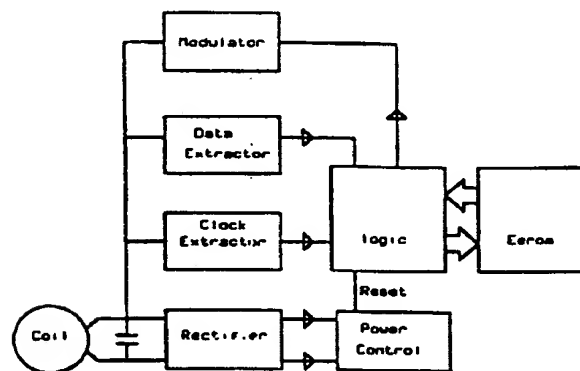 Modulator
Data
Extractor
Clock
Extractor
logic
Eerom
Reset
Coil
Rectifier
Power
Control